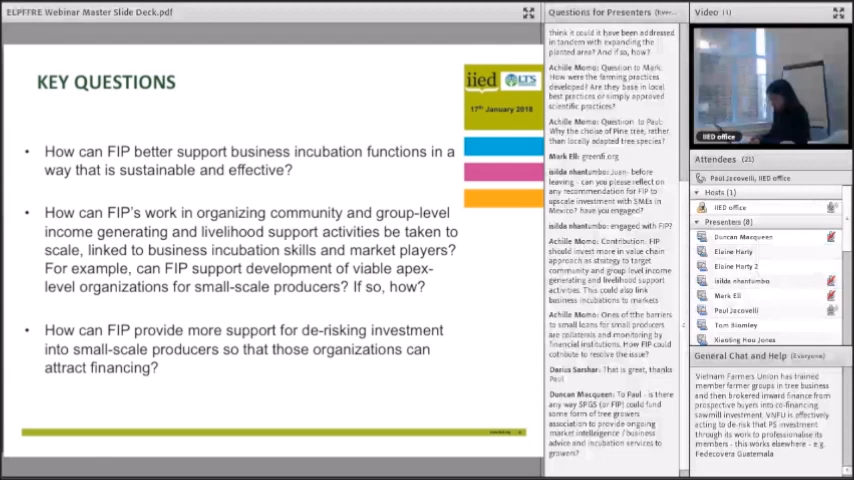 ELPFFRE Webinar Master Slide Deck.pdf
KEY QUESTIONS
iied
LTS
17th January 2018
• How can FIP better support business incubation functions in a
way that is sustainable and effective?
• How can FIP's work in organizing community and group-level
income generating and livelihood support activities be taken to
scale, linked to business incubation skills and market players?
For example, can FIP support development of viable apex-
level organizations for small-scale producers? If so, how?
• How can FIP provide more support for de-risking investment
into small-scale producers so that those organizations can
attract financing?
Questions for Presenters (Ever...
think it could it have been addressed
in tandem with expanding the
planted area? And if so, how?
Achille Momo: Question to Mark:
How were the farming practices
developed? Are they base in local
best practices or simply approved
scientific practices?
Achille Momo: Question to Paul:
Why the choice of Pine tree, rather
than locally adapted tree species?
Mark Ell: greenfi.org
isilda nhantumbo: Juan- before
leaving - can you please reflect on
any recommendation for FIP to
upscale investment with SMEs in
Mexico? have you engaged?
isilda nhantumbo: engaged with FIP?
Achille Momo: Contribution. FIP
should invest more in value chain
approach as strategy to target
community and group level income
generating and livelihood support
activities. This could also link
business incubations to markets
Achille Momo: Ones of the barriers
to small loans for small producers
are collaterals and monitoring by
financial institutions. How FIP could
cotribute to resolve the issue?
Darius Sarshar: That is great, thanks
Paul
Duncan Macqueen: To Paul - is there
any way SPGS (or FIP) could fund
some form of tree growers
association to provide ongoing
market intelleigence / business
advice and incubation services to
growers?
Video (1)
IIED office
Attendees (21)
Paul Jacovelli, IIED office
Hosts (1)
IIED office
Presenters (8)
Duncan Macqueen
Elaine Harty
Elaine Harty 2
isilda nhantumbo
Mark Ell
Paul Jacovelli
Tom Blomley
Xiaoting Hou Jones
General Chat and Help (Everyone)
Vietnam Farmers Union has trained
member farmer groups in tree business
and then brokered inward finance from
prospective buyers into co-financing
sawmill investment. VNFU is effectively
acting to de-risk that PS investment
through its work to professionalise its
members - this works elsewhere - e.g.
Fedecovera Guatemala